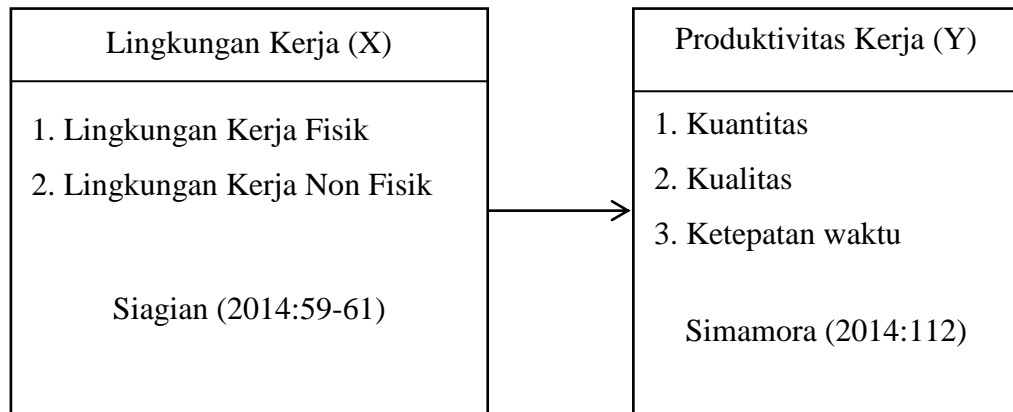 Lingkungan Kerja (X)
1. Lingkungan Kerja Fisik
2. Lingkungan Kerja Non Fisik
Siagian (2014:59-61)
Produktivitas Kerja (Y)
1. Kuantitas
2. Kualitas
3. Ketepatan waktu
Simamora (2014:112)